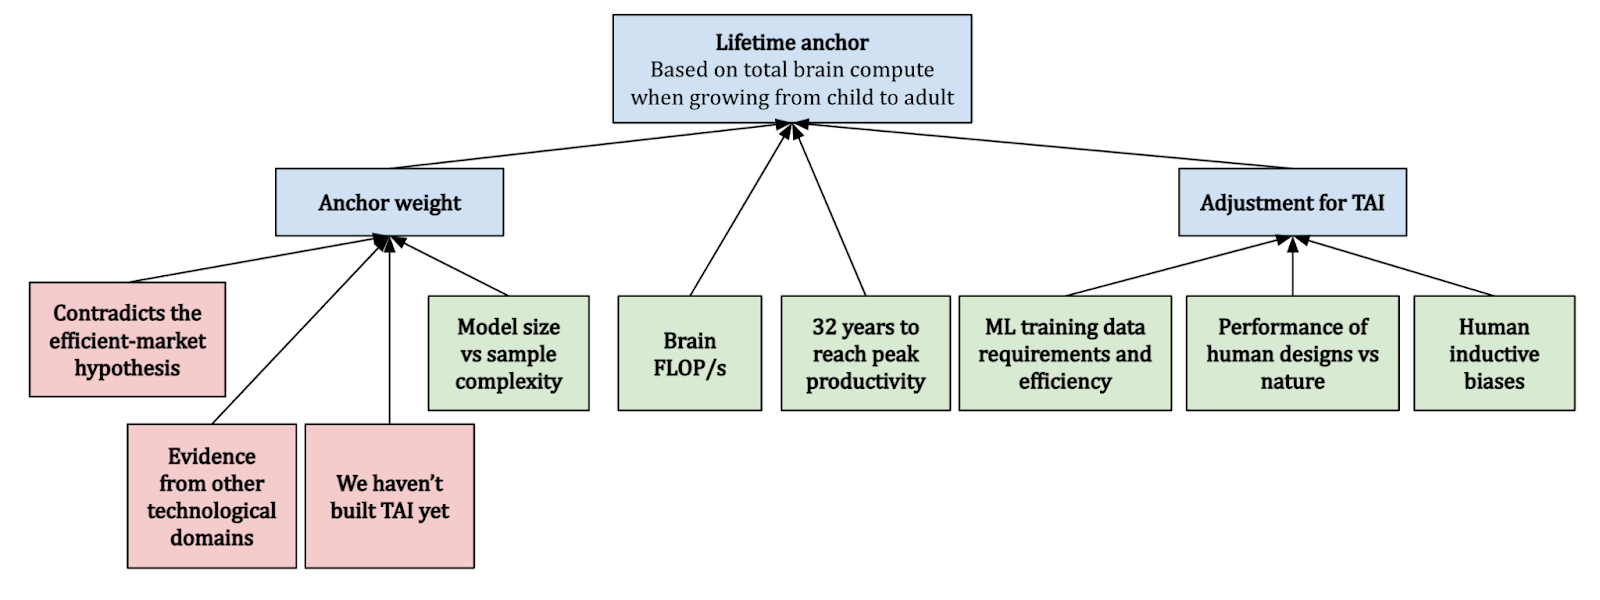 Lifetime anchor
Based on total brain compute
when growing from child to adult
Anchor weight
Adjustment for TAI
Contradicts the
efficient-market
hypothesis
Model size
vs sample
complexity
Brain
FLOP/s
32 years to
reach peak
productivity
ML training data
requirements and
efficiency
Performance of
human designs vs
nature
Human
inductive
biases
Evidence
from other
technological
domains
We haven’t
built TAI yet